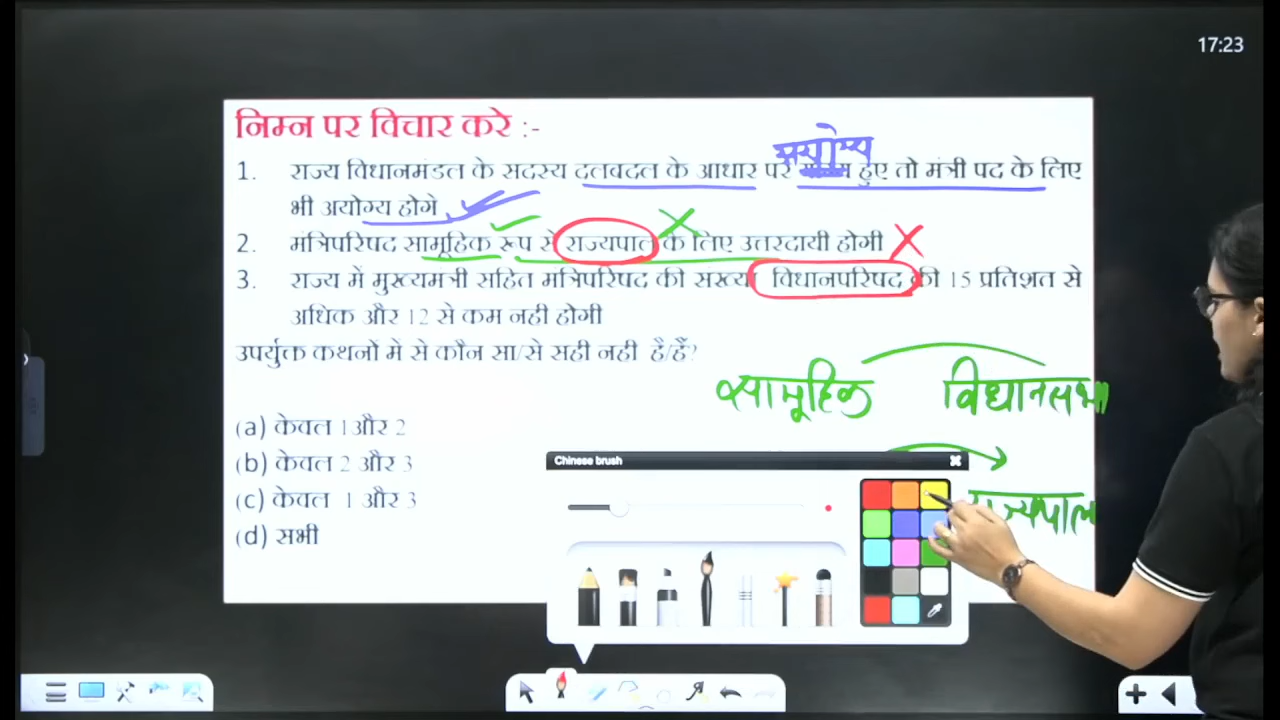 17:23
निम्न पर विचार करे :-
अयोग्य
1. राज्य विधानमंडल के सदस्य दलबदल के आधार पर हुए तो मंत्री पद के लिए
भी अयोग्य होगे
2. मंत्रिपरिषद सामूहिक रूप से राज्यपाल के लिए उत्तरदायी होगी
3. राज्य में मुख्यमंत्री सहित मंत्रिपरिषद की संख्या विधानपरिषद की 15 प्रतिशत से
अधिक और 12 से कम नही होगी
उपर्युक्त कथनों मे से कौन सा/से सही नही है/हैं?
सामूहिक विधानसभा
(a) केवल 1और 2
(b) केवल 2 और 3
Chinese brush
(c) केवल 1 और 3
राज्यपाल
(d) सभी